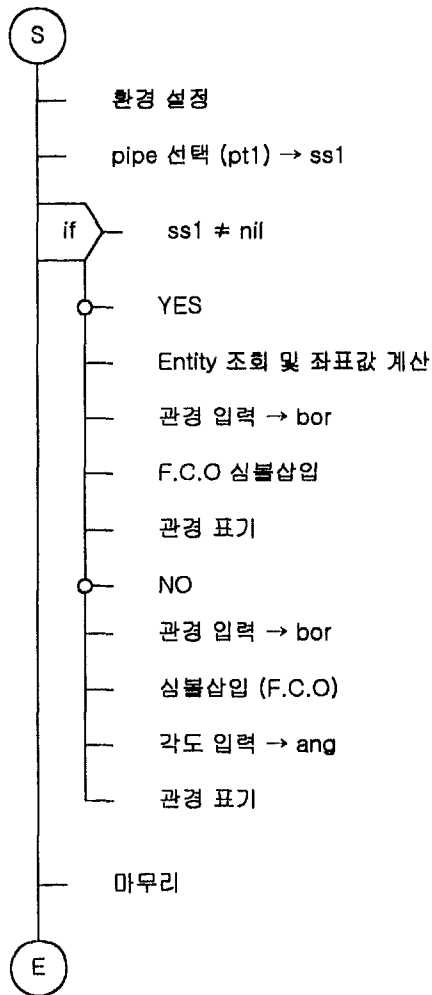 S
환경 설정
pipe 선택 (pt1) → ss1
if ss1 ≠ nil
YES
Entity 조회 및 좌표값 계산
관경 입력 → bor
F.C.O 심볼삽입
관경 표기
NO
관경 입력 → bor
심볼삽입 (F.C.O)
각도 입력 → ang
관경 표기
마무리
E